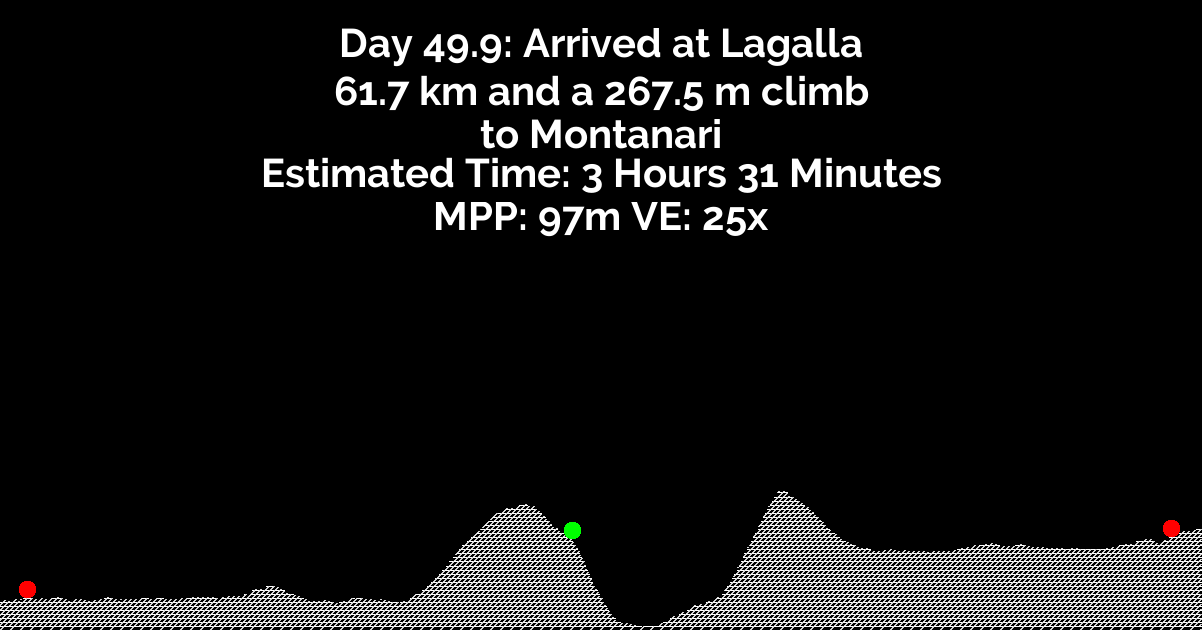 Day 49.9: Arrived at Lagalla
61.7 km and a 267.5 m climb
to Montanari
Estimated Time: 3 Hours 31 Minutes
MPP: 97m VE: 25x